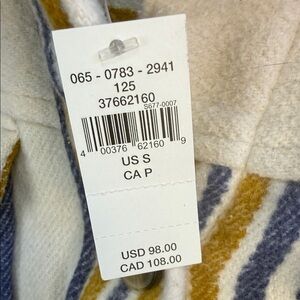 065 - 0783 - 2941
125
37662160
S677-0007
4 00376 62160 9
US S
CA P
USD 98.00
CAD 108.00